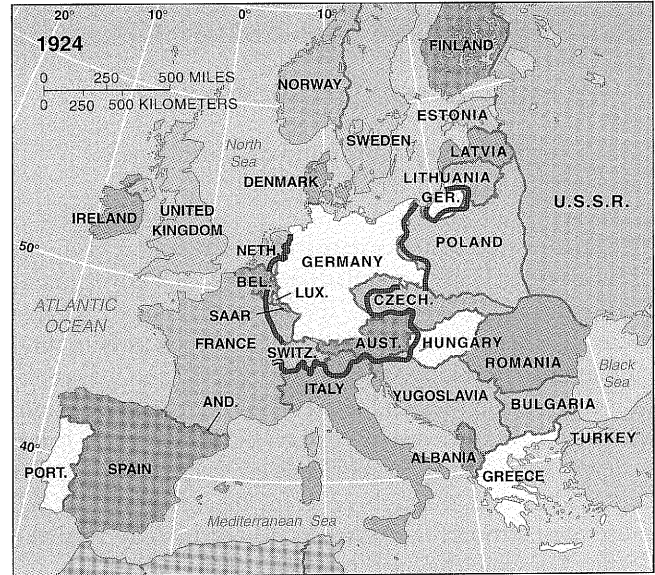 20°
10°
0°
10°
1924
0 250 500 MILES
0 250 500 KILOMETERS
FINLAND
NORWAY
ESTONIA
North
Sea
SWEDEN
LATVIA
DENMARK
LITHUANIA
GER.
U.S.S.R.
IRELAND
UNITED
KINGDOM
POLAND
50°
NETH.
GERMANY
BEL.
LUX.
CZECH.
ATLANTIC
OCEAN
SAAR
FRANCE
SWITZ.
AUST.
HUNGARY
ROMANIA
Black
Sea
ITALY
AND.
YUGOSLAVIA
BULGARIA
TURKEY
40°
PORT.
SPAIN
ALBANIA
GREECE
Mediterranean Sea